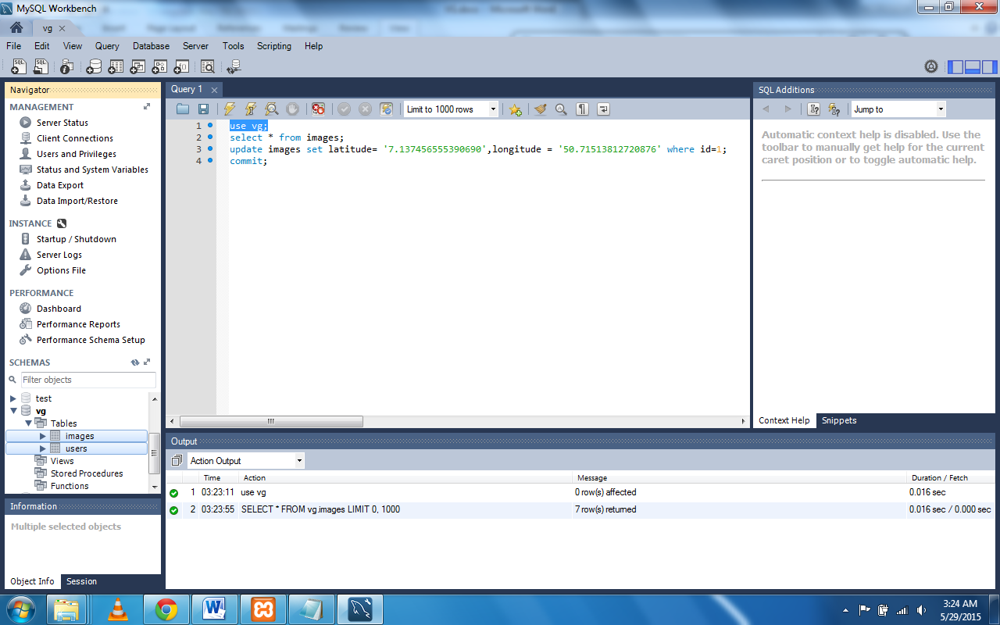 MySQL Workbench
vg
File Edit View Query Database Server Tools Scripting Help
Navigator
MANAGEMENT
Server Status
Client Connections
Users and Privileges
Status and System Variables
Data Export
Data Import/Restore
INSTANCE
Startup / Shutdown
Server Logs
Options File
PERFORMANCE
Dashboard
Performance Reports
Performance Schema Setup
SCHEMAS
Filter objects
test
vg
Tables
images
users
Views
Stored Procedures
Functions
Information
Multiple selected objects
Object Info Session
Query 1
Limit to 1000 rows
1 use vg;
2 select * from images;
3 update images set latitude= '7.137456555390690',longitude = '50.71513812720876' where id=1;
4 commit;
SQL Additions
Jump to
Automatic context help is disabled. Use the
toolbar to manually get help for the current
caret position or to toggle automatic help.
Context Help Snippets
Output
Action Output
Time Action Message Duration / Fetch
1 03:23:11 use vg 0 row(s) affected 0.016 sec
2 03:23:55 SELECT * FROM vg.images LIMIT 0, 1000 7 row(s) returned 0.016 sec / 0.000 sec
3:24 AM
5/29/2015